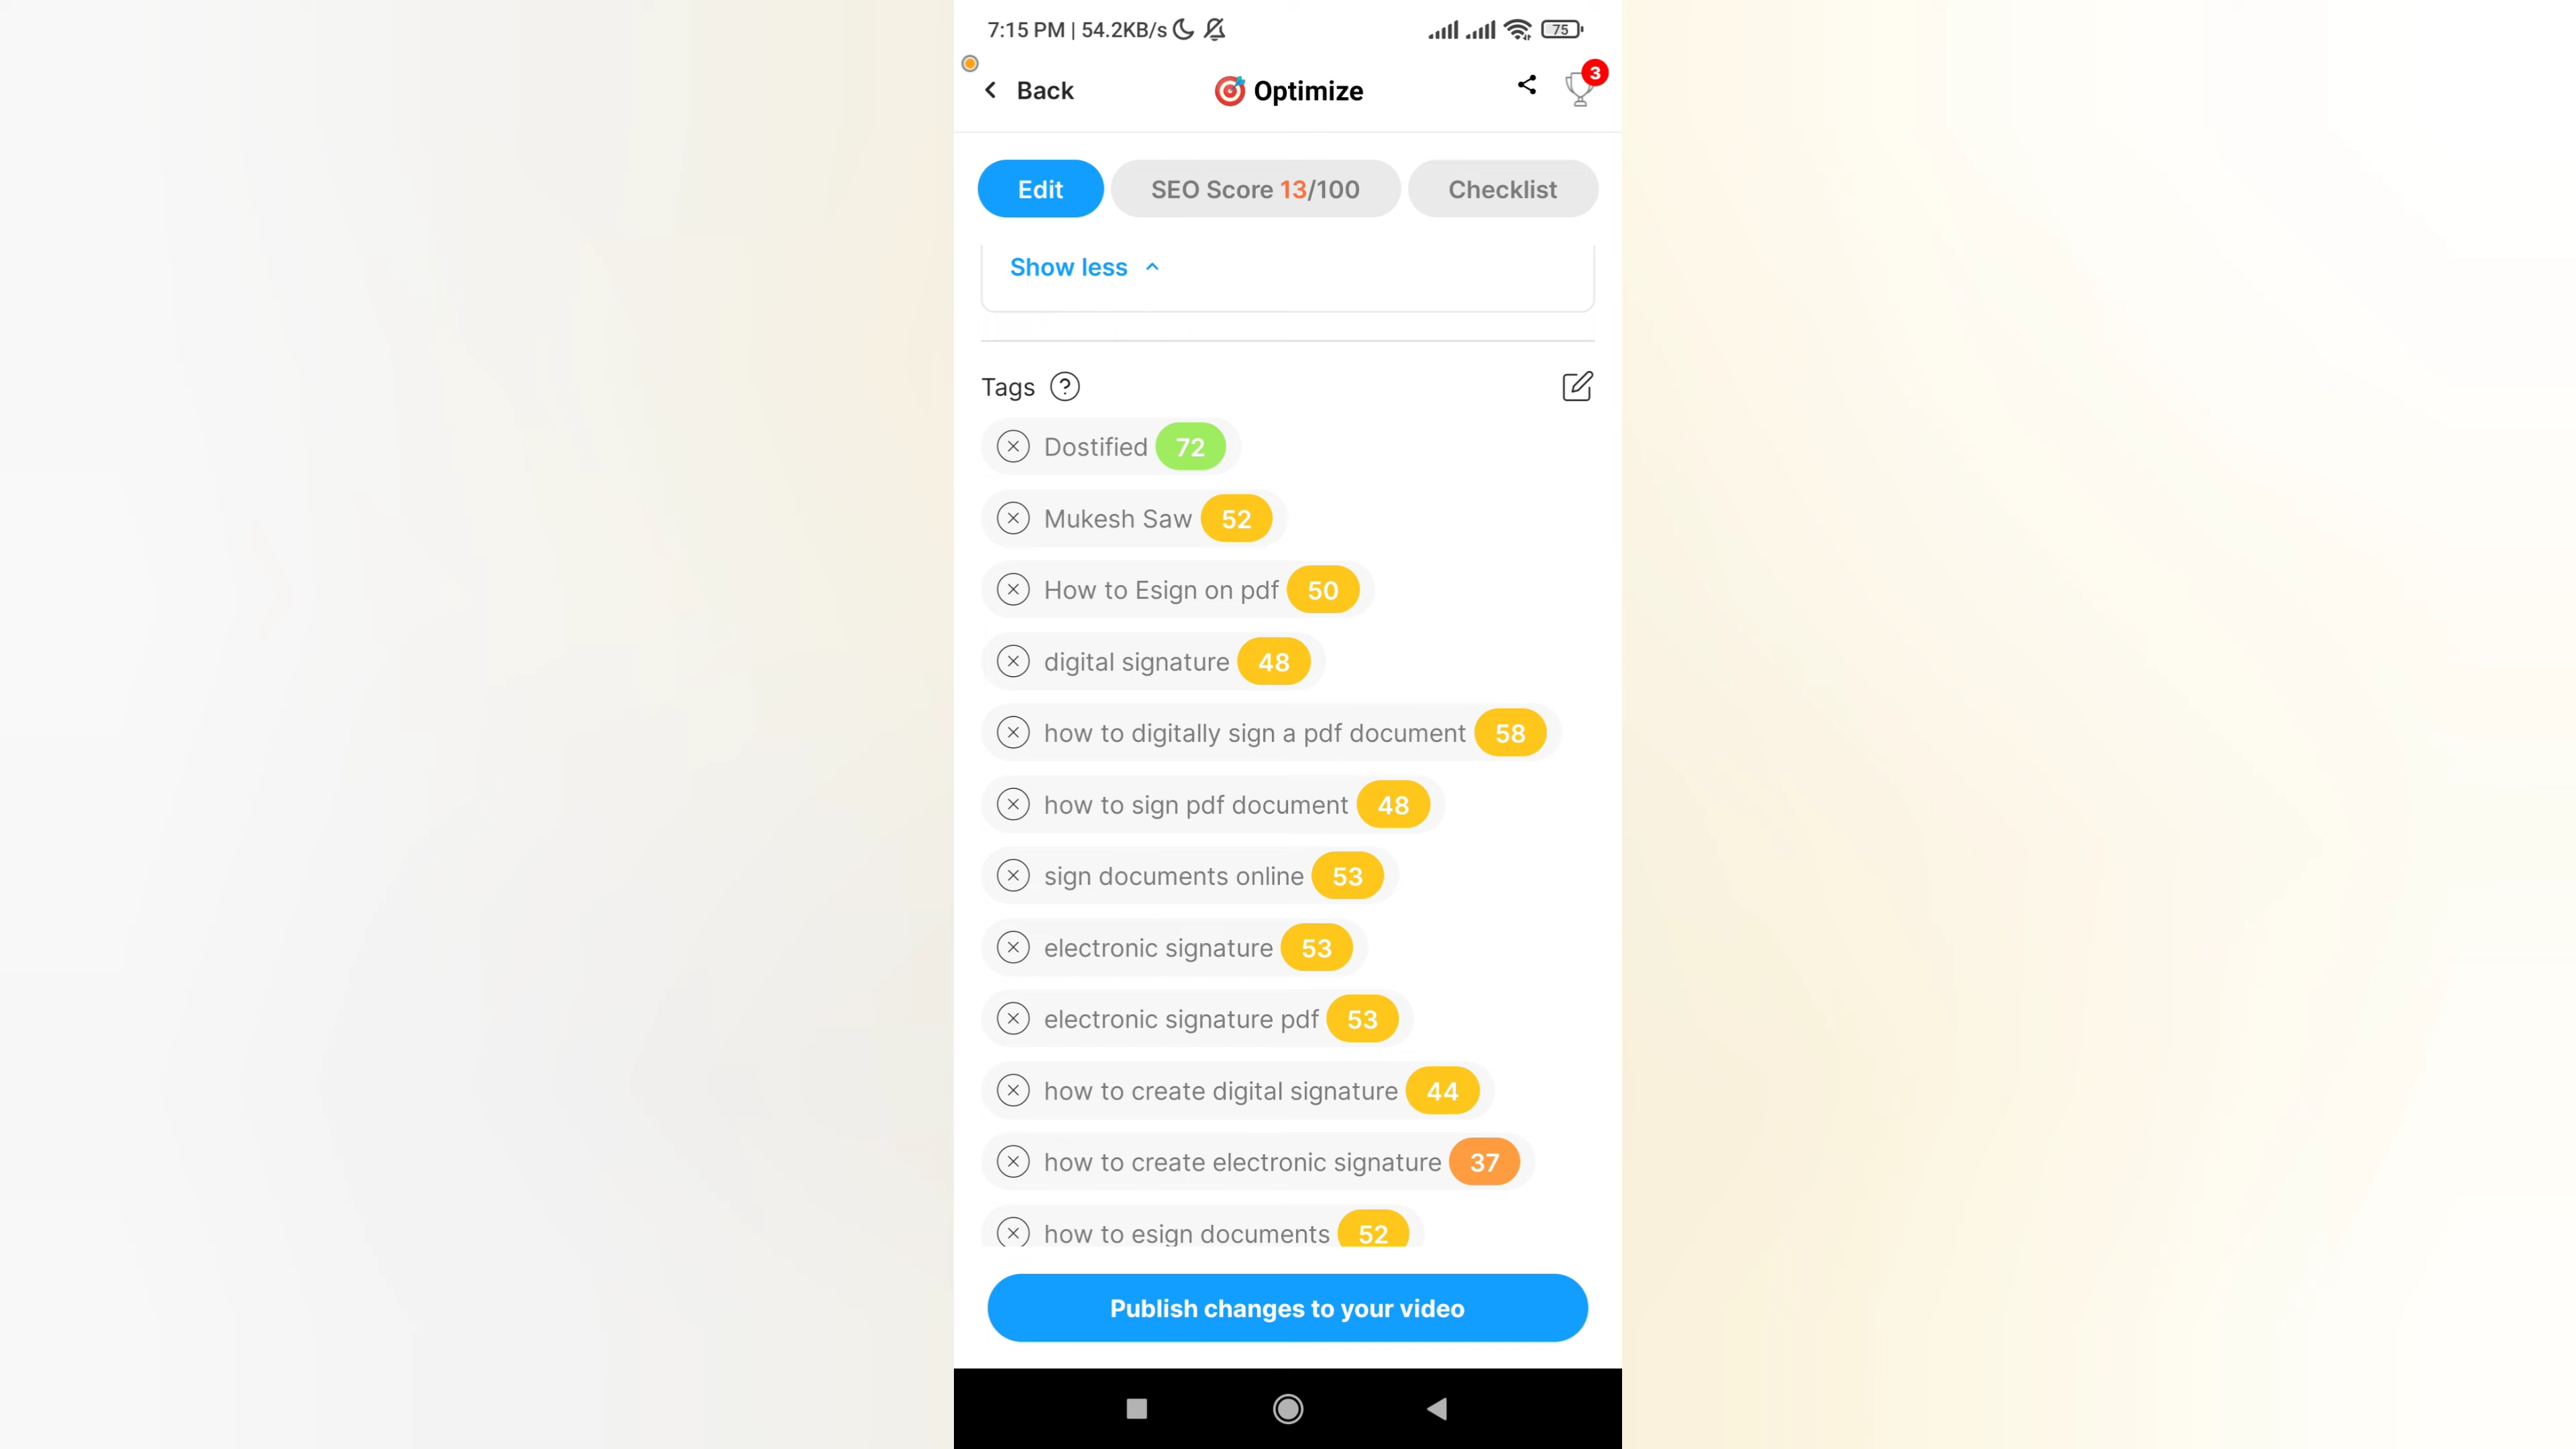 7:15 PM | 54.2KB/s 75
Back Optimize 3
Edit SEO Score 13/100 Checklist
Show less
Tags ?
Dostified 72
Mukesh Saw 52
How to Esign on pdf 50
digital signature 48
how to digitally sign a pdf document 58
how to sign pdf document 48
sign documents online 53
electronic signature 53
electronic signature pdf 53
how to create digital signature 44
how to create electronic signature 37
how to esign documents 52
Publish changes to your video